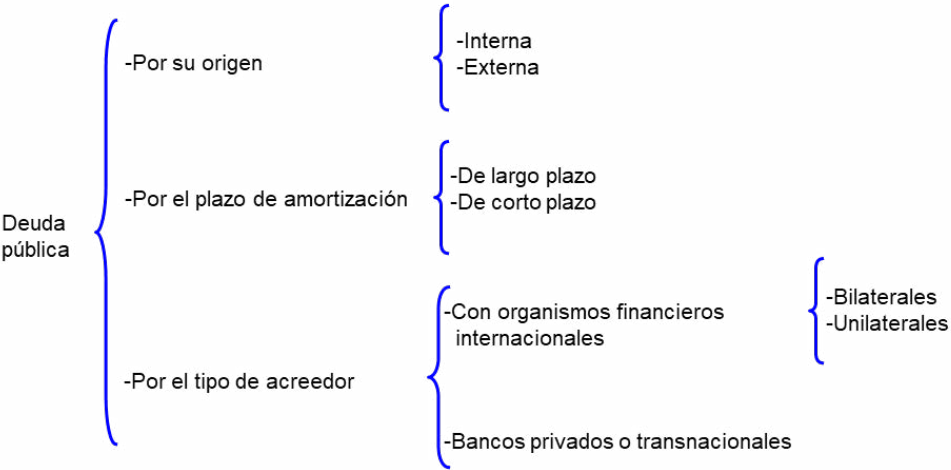 Deuda
pública
-Por su origen
-Interna
-Externa
-Por el plazo de amortización
-De largo plazo
-De corto plazo
-Por el tipo de acreedor
-Con organismos financieros
internacionales
-Bilaterales
-Unilaterales
-Bancos privados o transnacionales